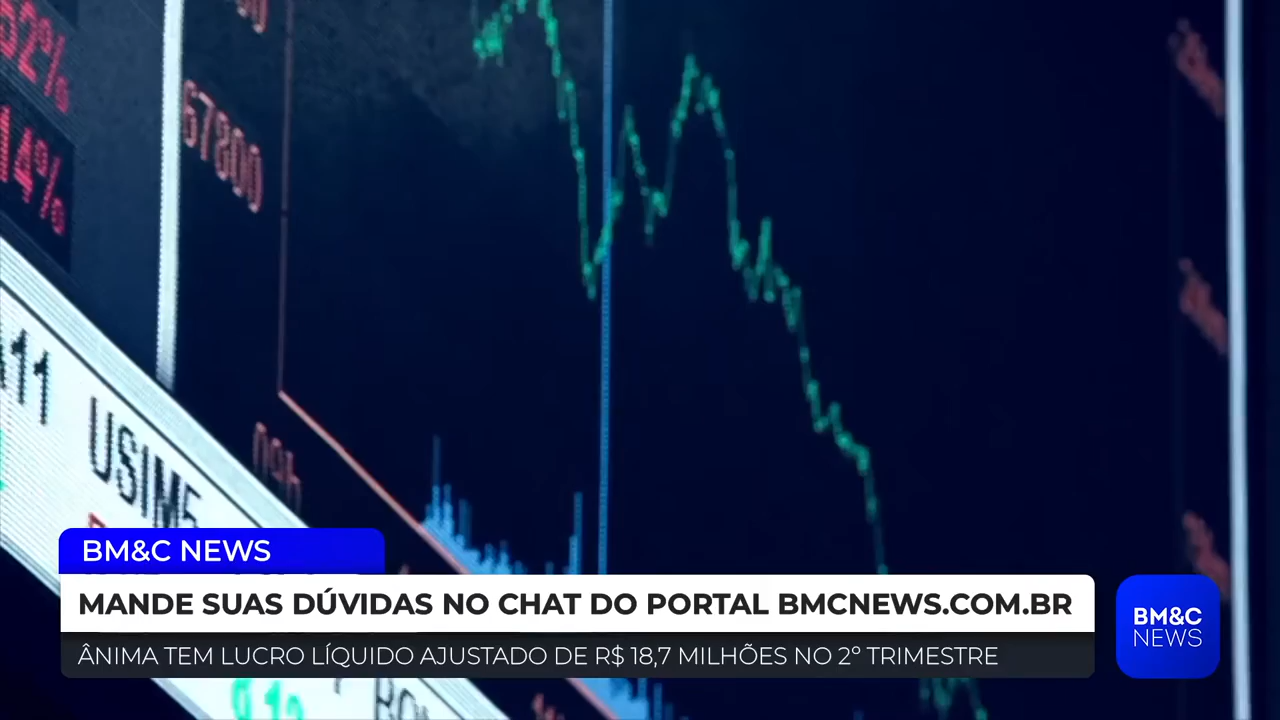 67800
USIM5
BM&C NEWS
MANDE SUAS DÚVIDAS NO CHAT DO PORTAL BMCNEWS.COM.BR
ÂNIMA TEM LUCRO LÍQUIDO AJUSTADO DE R$ 18,7 MILHÕES NO 2º TRIMESTRE
BM&C
NEWS